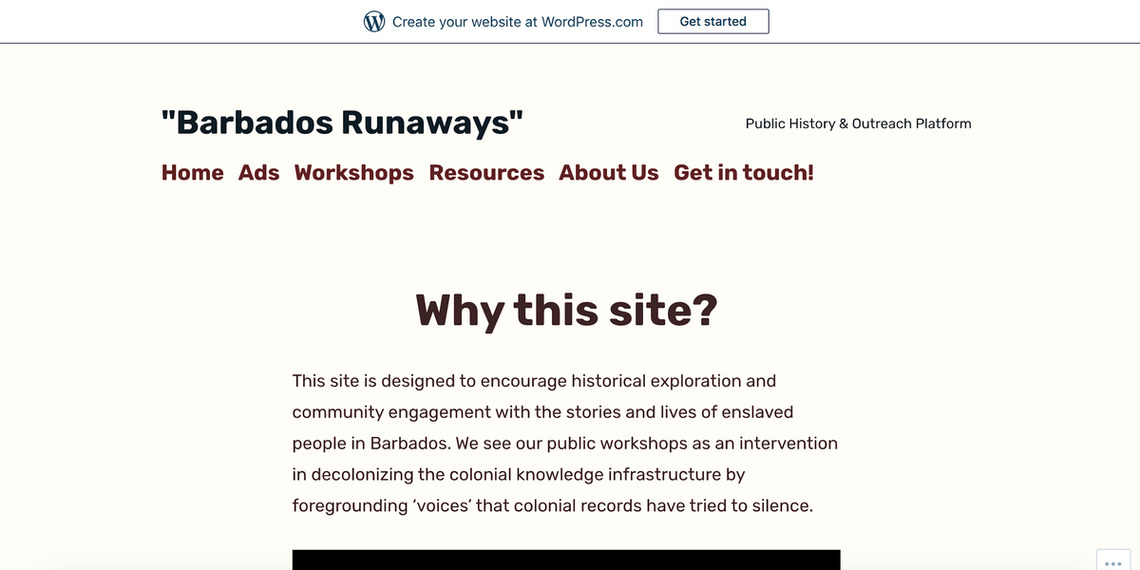 Create your website at WordPress.com Get started
"Barbados Runaways"
Public History & Outreach Platform
Home Ads Workshops Resources About Us Get in touch!
Why this site?
This site is designed to encourage historical exploration and
community engagement with the stories and lives of enslaved
people in Barbados. We see our public workshops as an intervention
in decolonizing the colonial knowledge infrastructure by
foregrounding ‘voices’ that colonial records have tried to silence.